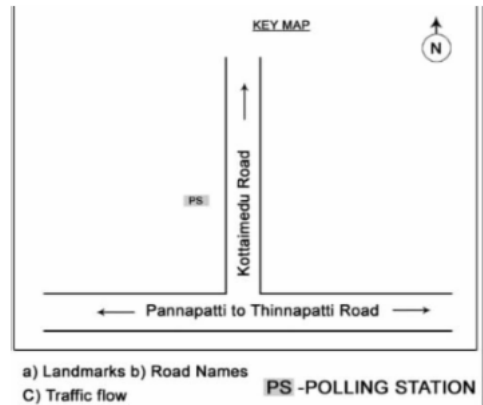 KEY MAP
N
Kottaimedu Road
PS
Pannapatti to Thinnapatti Road
a) Landmarks b) Road Names
C) Traffic flow
PS -POLLING STATION